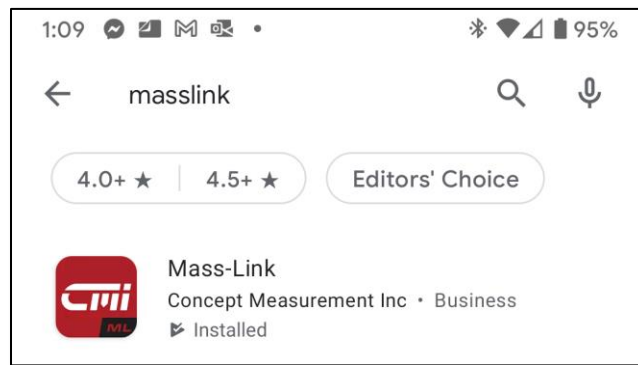 1:09 95%
masslink
4.0+ ★ 4.5+ ★ Editors' Choice
Mass-Link
CMI
Concept Measurement Inc • Business
ML
Installed